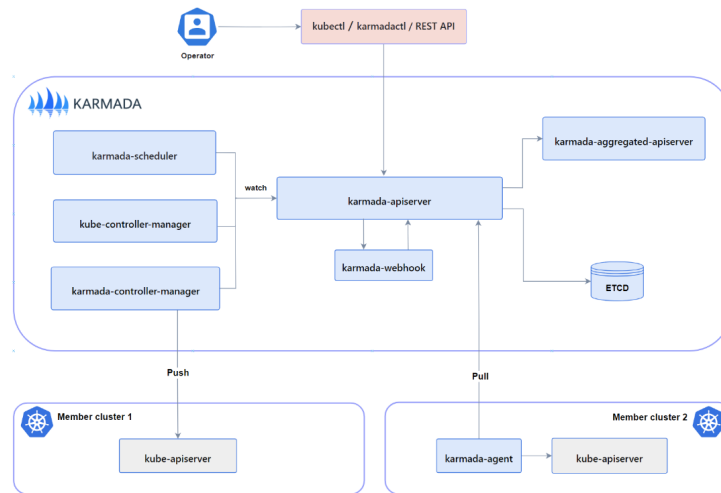 kubectl / karmadactl / REST API
Operator
KARMADA
karmada-scheduler
karmada-aggregated-apiserver
watch
karmada-apiserver
kube-controller-manager
karmada-webhook
karmada-controller-manager
ETCD
Push
Pull
Member cluster 1
Member cluster 2
kube-apiserver
karmada-agent
kube-apiserver